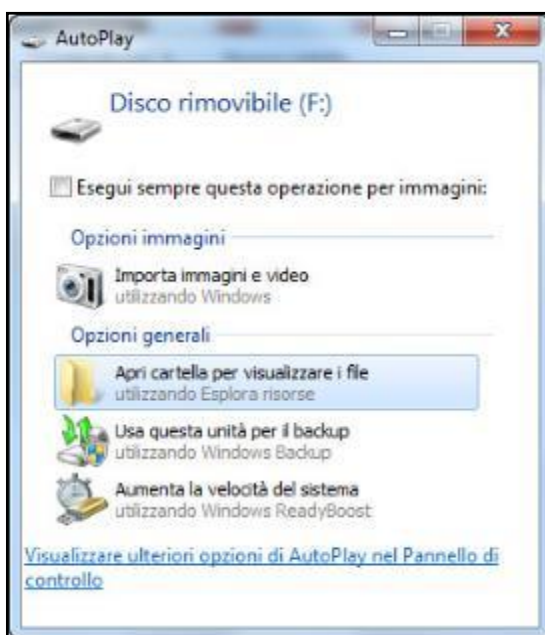 AutoPlay
Disco rimovibile (F:)
Esegui sempre questa operazione per immagini:
Opzioni immagini
Importa immagini e video
utilizzando Windows
Opzioni generali
Apri cartella per visualizzare i file
utilizzando Esplora risorse
Usa questa unità per il backup
utilizzando Windows Backup
Aumenta la velocità del sistema
utilizzando Windows ReadyBoost
Visualizzare ulteriori opzioni di AutoPlay nel Pannello di
controllo